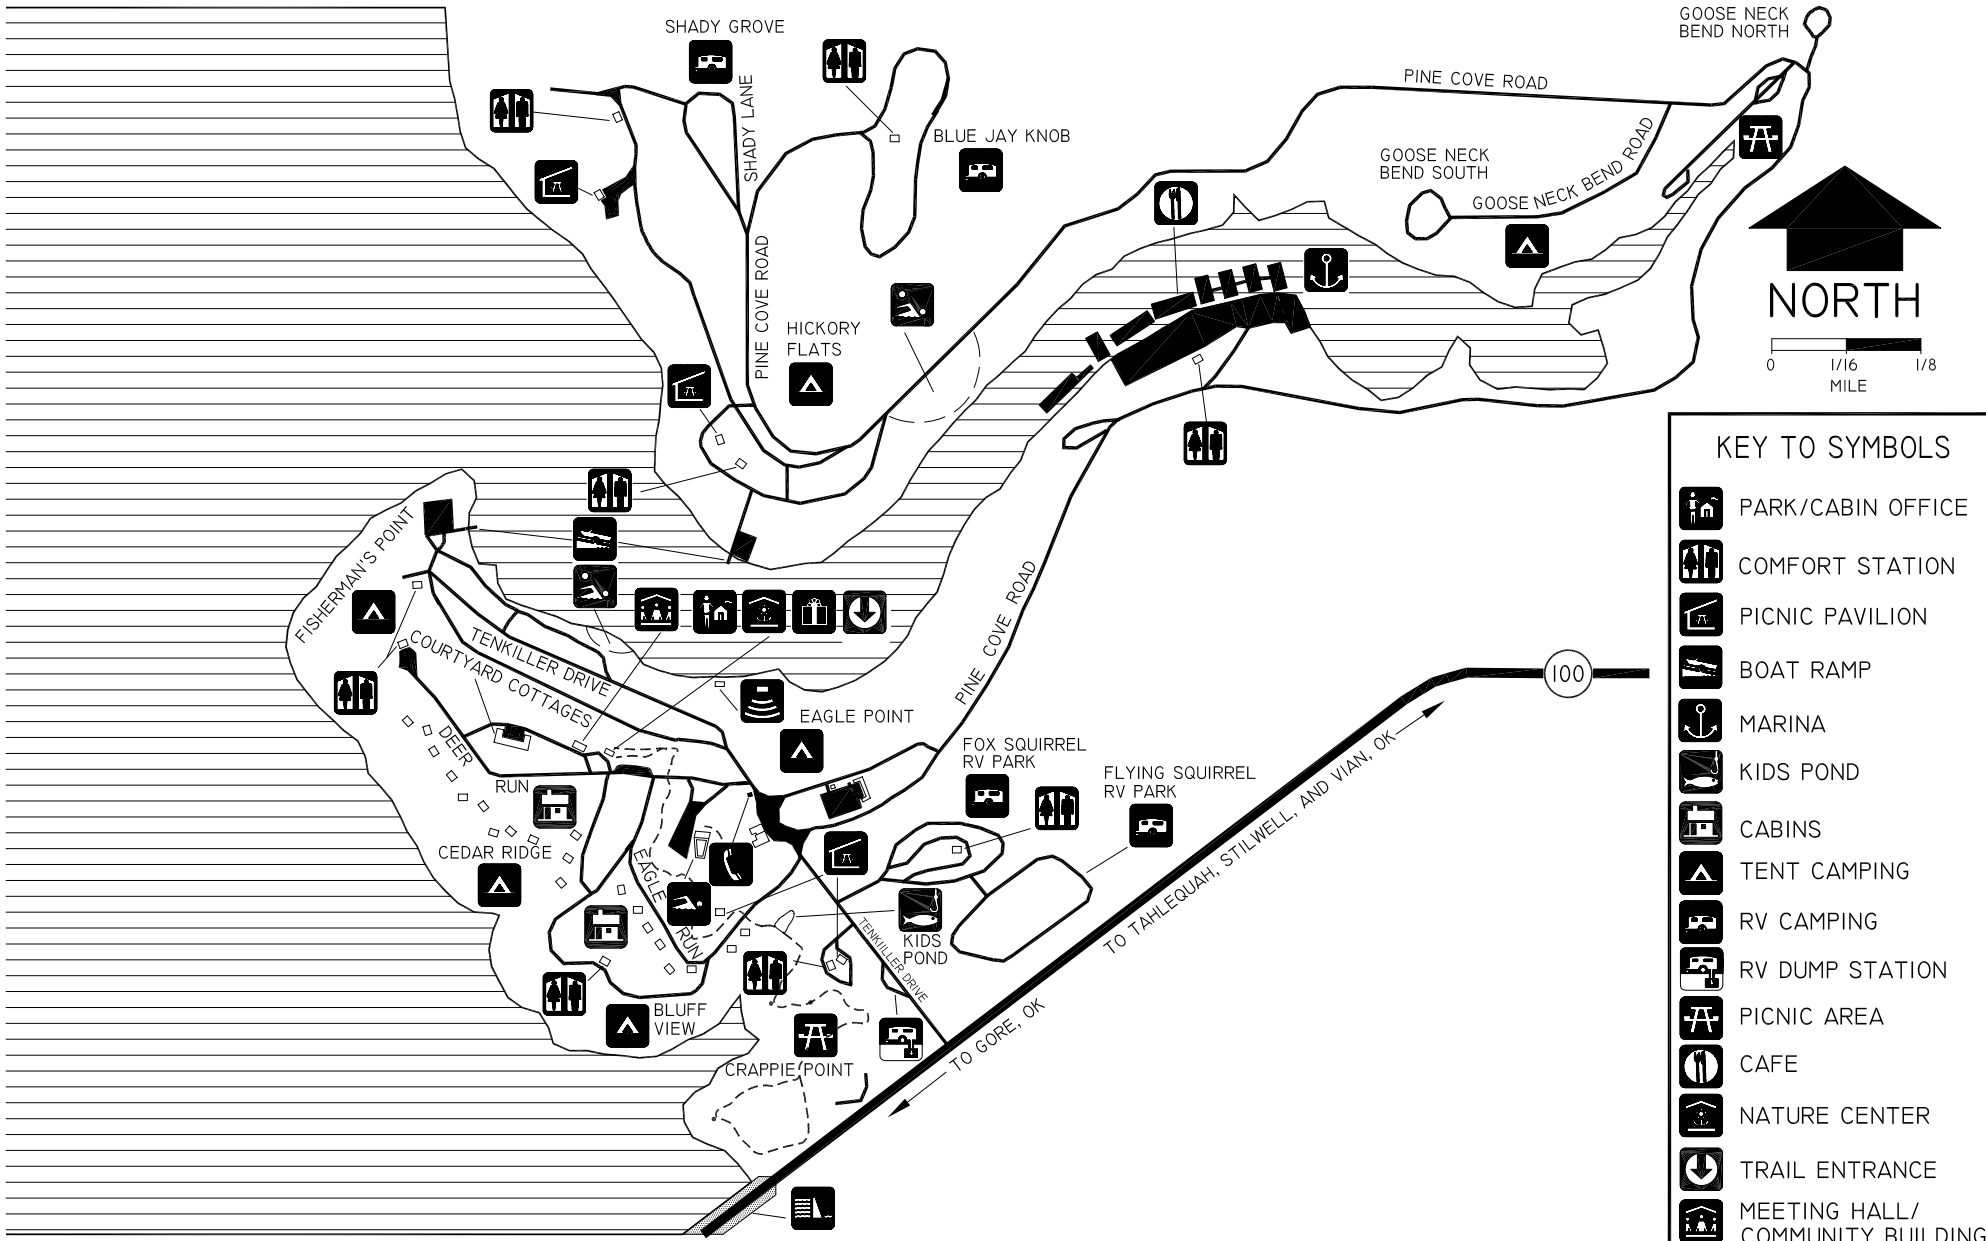 SHADY GROVE
SHADY LANE
BLUE JAY KNOB
PINE COVE ROAD
HICKORY
FLATS
PINE COVE ROAD
GOOSE NECK
BEND NORTH
GOOSE NECK
BEND SOUTH
GOOSE NECK BEND ROAD
NORTH
0 1/16 1/8
MILE
FISHERMAN'S POINT
TENKILLER DRIVE
COURTYARD COTTAGES
PINE COVE ROAD
EAGLE POINT
DEER
RUN
CEDAR RIDGE
EAGLE
RUN
BLUFF
VIEW
FOX SQUIRREL
RV PARK
FLYING SQUIRREL
RV PARK
KIDS
POND
TENKIILLER DRIVE
CRAPPIE POINT
100
TO TAHLEQUAH, STILWELL, AND VIAN, OK
TO GORE, OK
KEY TO SYMBOLS
PARK/CABIN OFFICE
COMFORT STATION
PICNIC PAVILION
BOAT RAMP
MARINA
KIDS POND
CABINS
TENT CAMPING
RV CAMPING
RV DUMP STATION
PICNIC AREA
CAFE
NATURE CENTER
TRAIL ENTRANCE
MEETING HALL/
COMMUNITY BUILDING